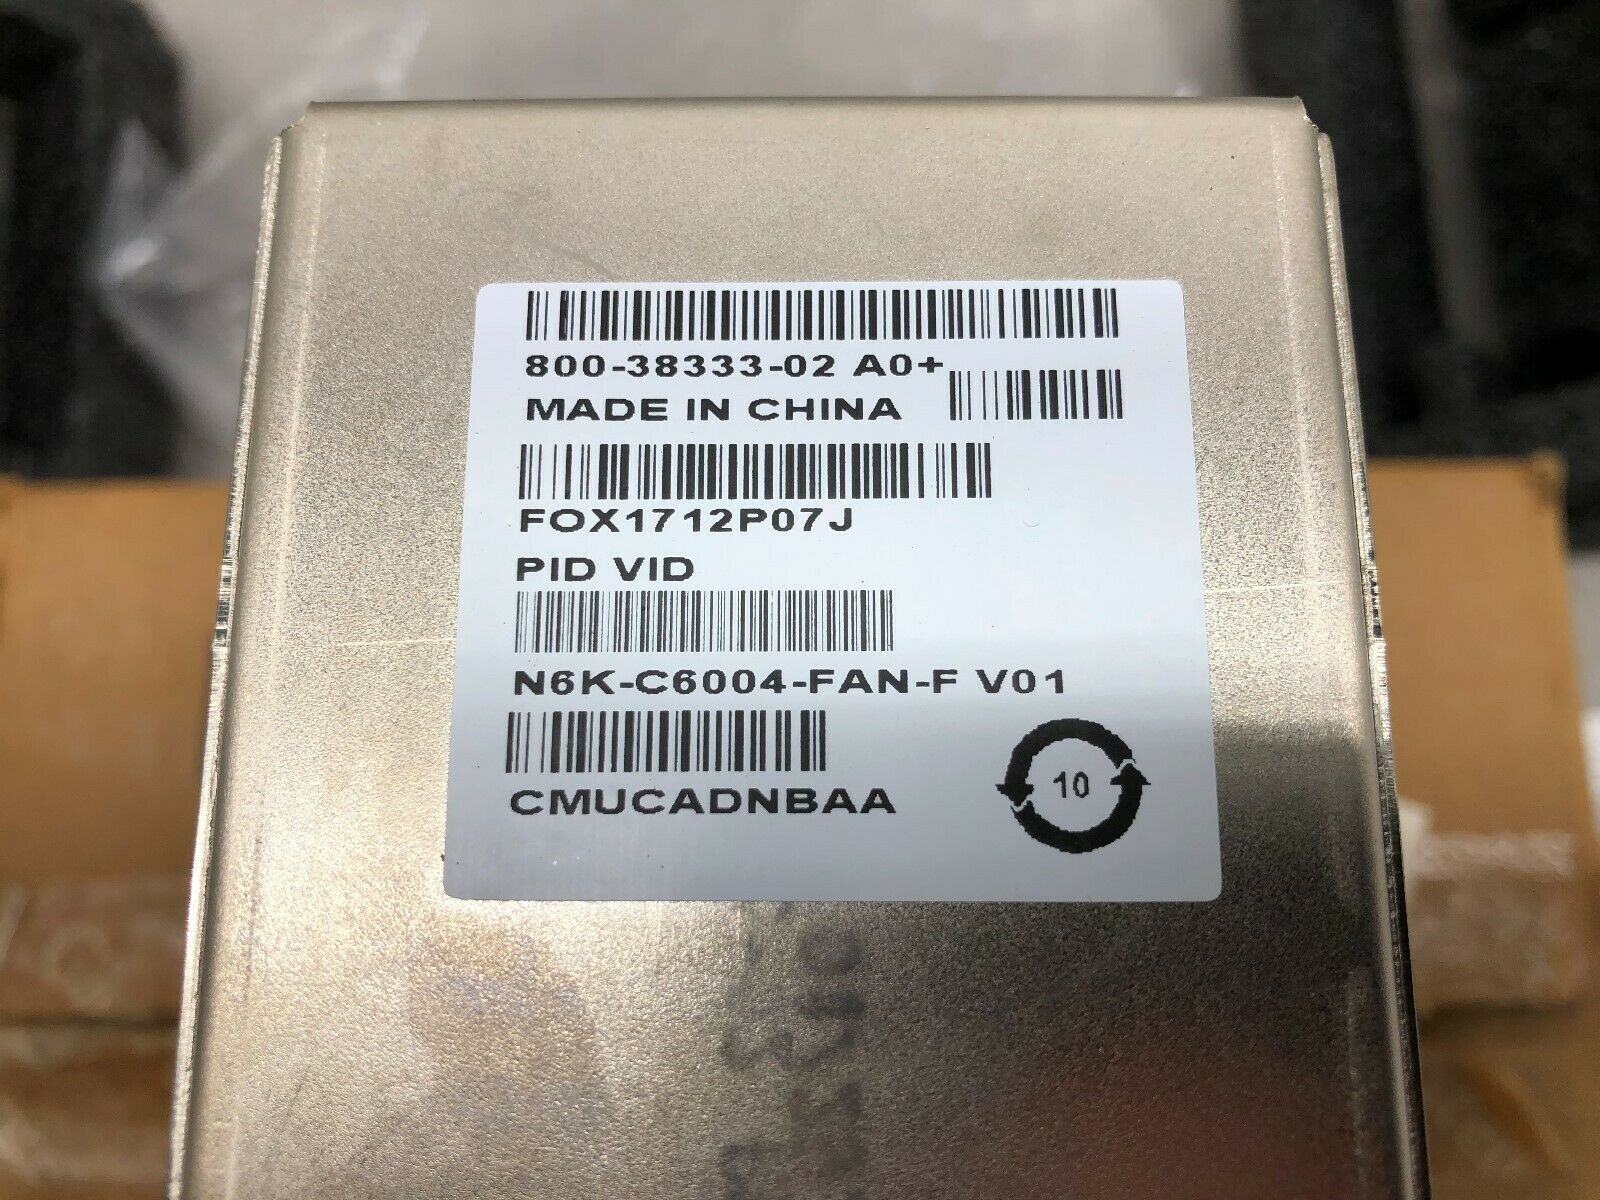 800-38333-02 A0+
MADE IN CHINA
FOX1712P07J
PID VID
N6K-C6004-FAN-F V01
CMUCADNBAA
10